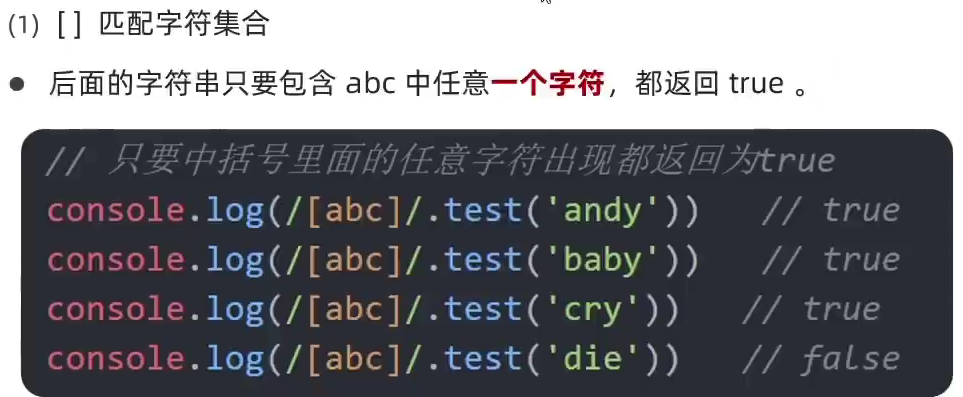 (1) [ ] 匹配字符集合
● 后面的字符串只要包含 abc 中任意一个字符，都返回 true 。
// 只要中括号里面的任意字符出现都返回为true
console.log(/[abc]/.test('andy')) // true
console.log(/[abc]/.test('baby')) // true
console.log(/[abc]/.test('cry')) // true
console.log(/[abc]/.test('die')) // false